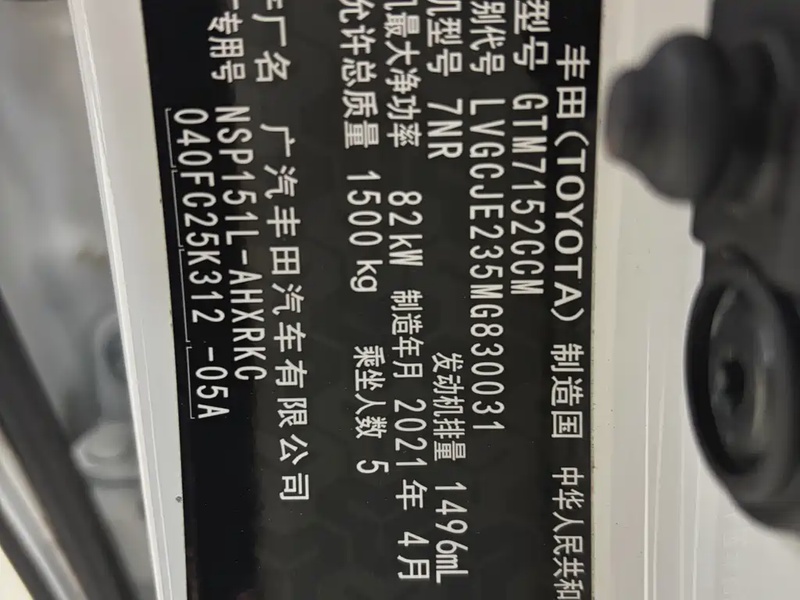 丰田(TOYOTA) 制造国 中华人民共和
型号 GTM7152CCM
别代号 LVGCJE235MG830031
机型号 7NR 发动机排量 1496mL
最大净功率 82kW 制造年月 2021年 4月
允许总质量 1500kg 乘坐人数 5
厂名 广汽丰田汽车有限公司
专用号 NSP151L-AHXRKC
040FC25K312-05A